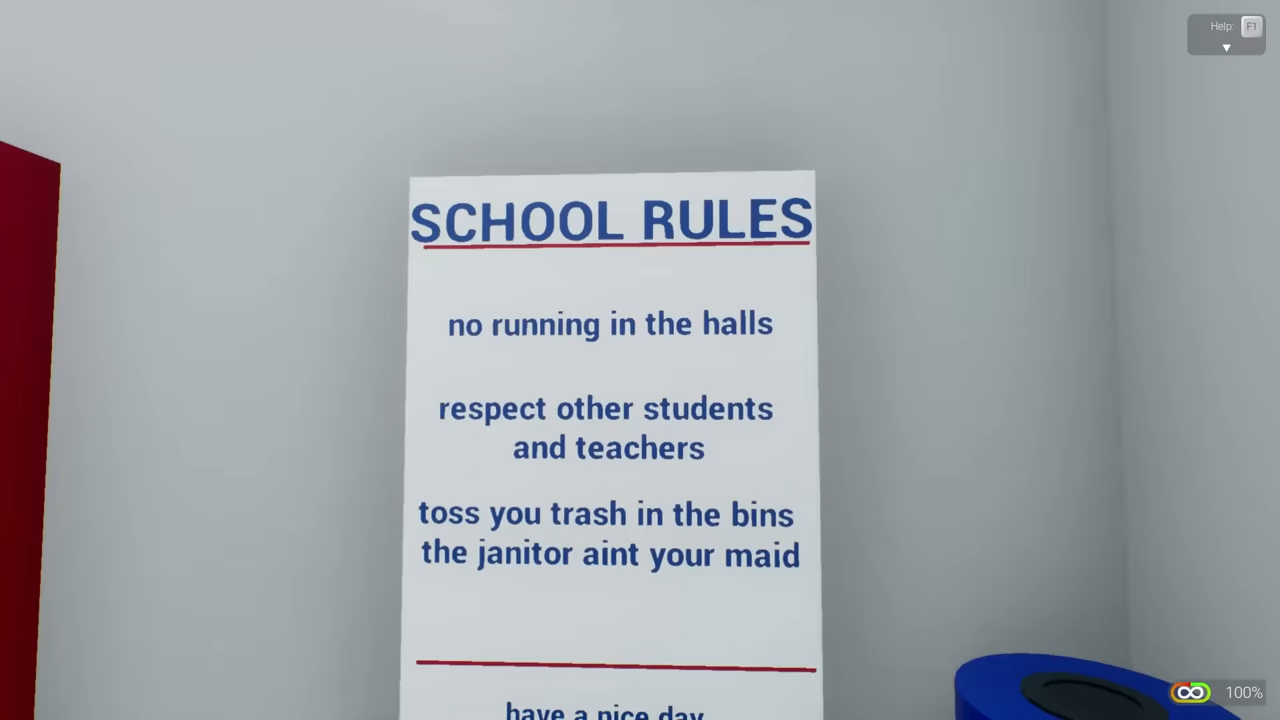 Help: F1
SCHOOL RULES
no running in the halls
respect other students
and teachers
toss you trash in the bins
the janitor aint your maid
have a nice day
100%